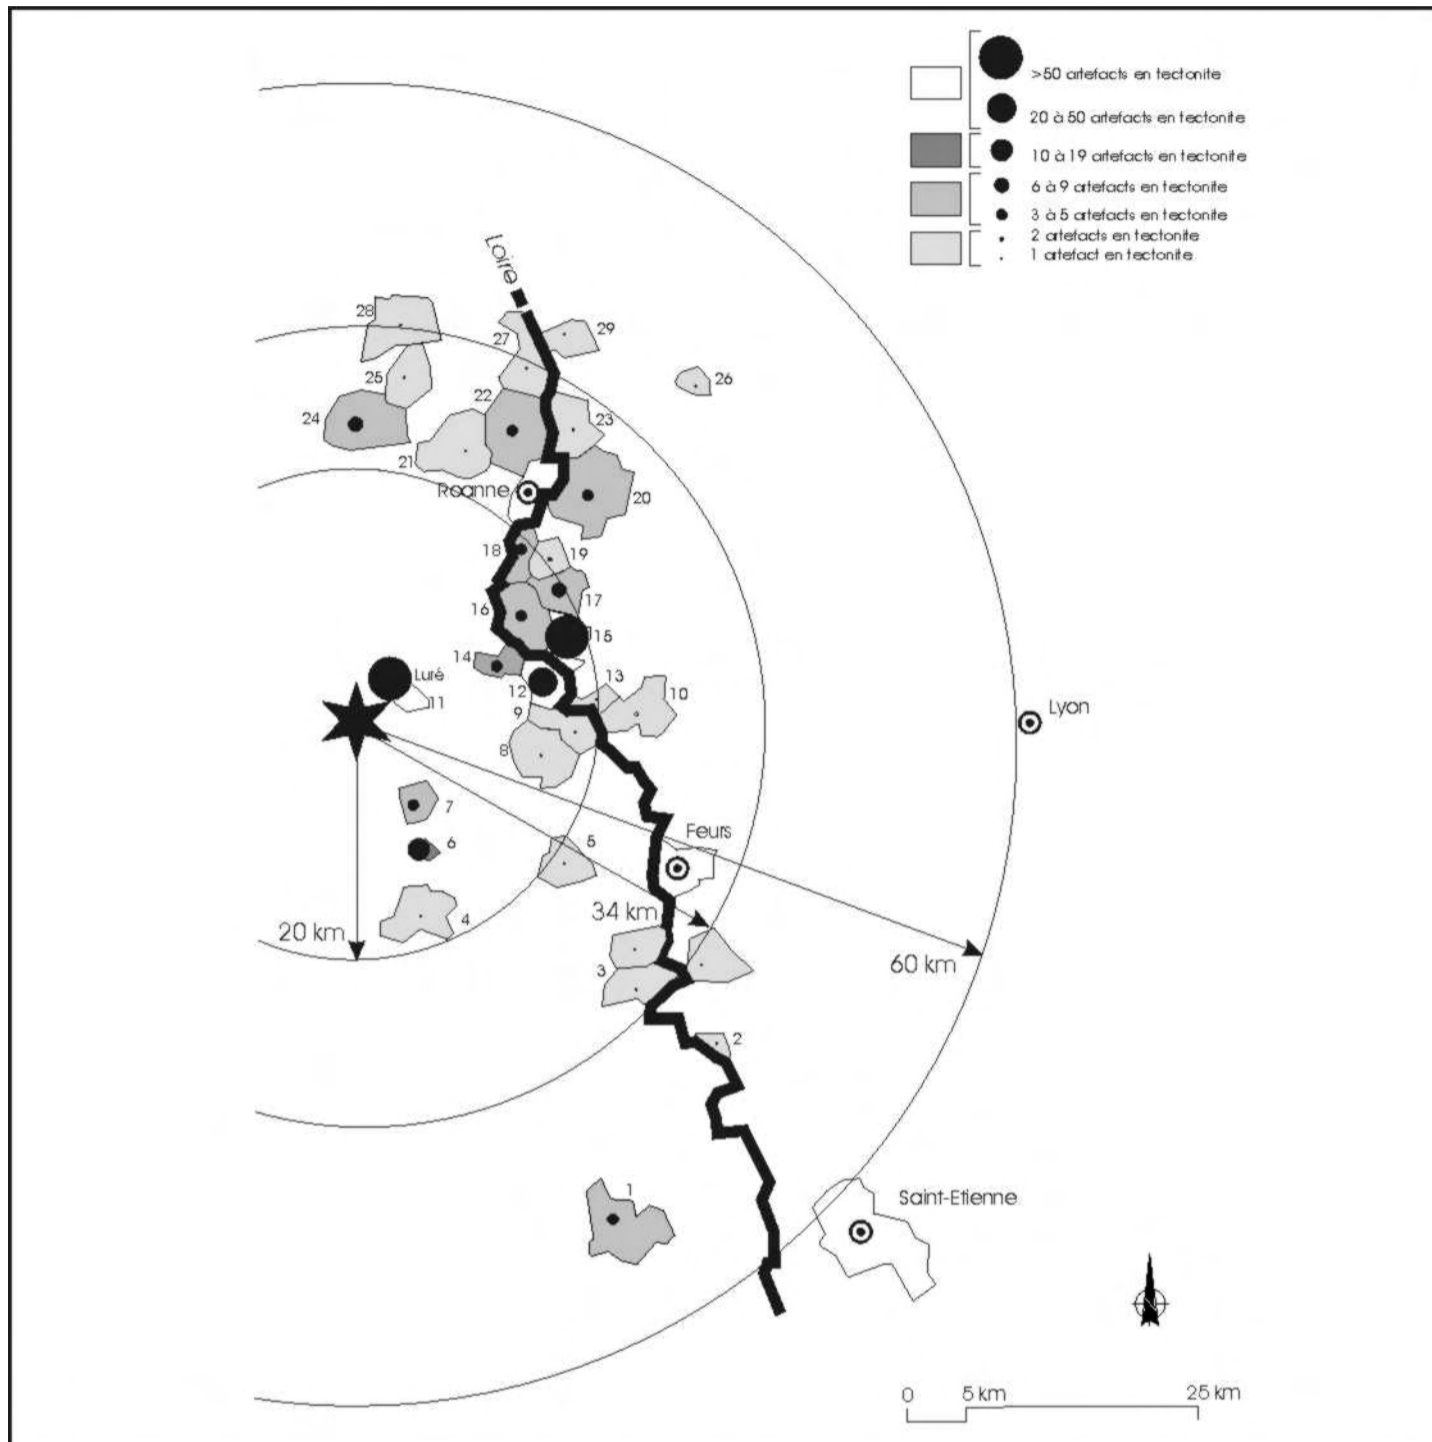 >50 artefacts en tectonite
20 à 50 artefacts en tectonite
10 à 19 artefacts en tectonite
6 à 9 artefacts en tectonite
3 à 5 artefacts en tectonite
2 artefacts en tectonite
1 artefact en tectonite
Loire
28
27
29
25
26
24
22
23
21
Roanne
20
18
19
17
16
15
14
Luré
12
13
10
11
9
Lyon
8
7
Feurs
6
5
4
34 km
20 km
60 km
3
2
1
Saint-Etienne
N
0 5 km 25 km